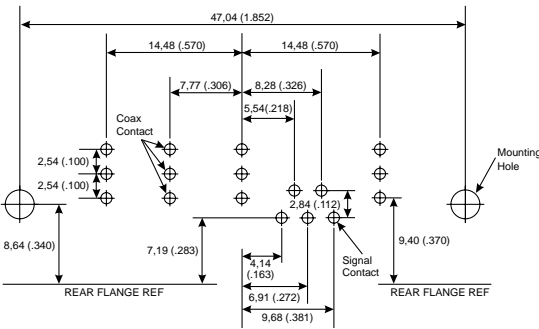 47,04 (1.852)
14,48 (.570)
14,48 (.570)
7,77 (.306)
8,28 (.326)
5,54(.218)
Coax
Contact
2,54 (.100)
2,54 (.100)
Mounting
Hole
2,84 (.112)
8,64 (.340)
7,19 (.283)
9,40 (.370)
Signal
Contact
4,14
(.163)
REAR FLANGE REF
REAR FLANGE REF
6,91 (.272)
9,68 (.381)